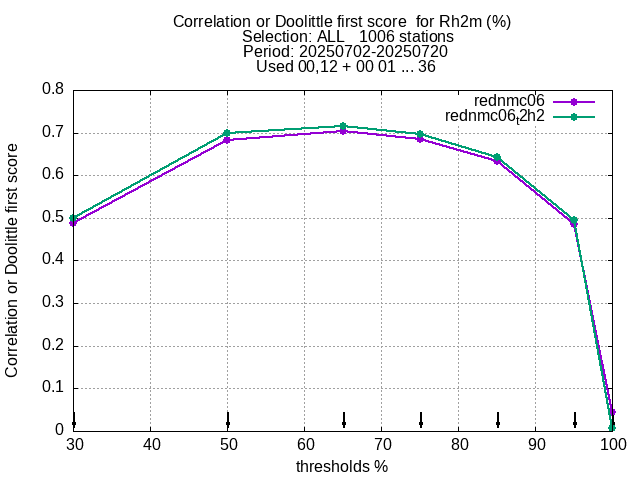 Correlation or Doolittle first score  for Rh2m (%)
Selection: ALL   1006 stations
Period: 20250702-20250720
Used 00,12 + 00 01 ... 36
rednmc06
rednmc06t2h2
Correlation or Doolittle first score
0.8
0.7
0.6
0.5
0.4
0.3
0.2
0.1
0
30 40 50 60 70 80 90 100
thresholds %